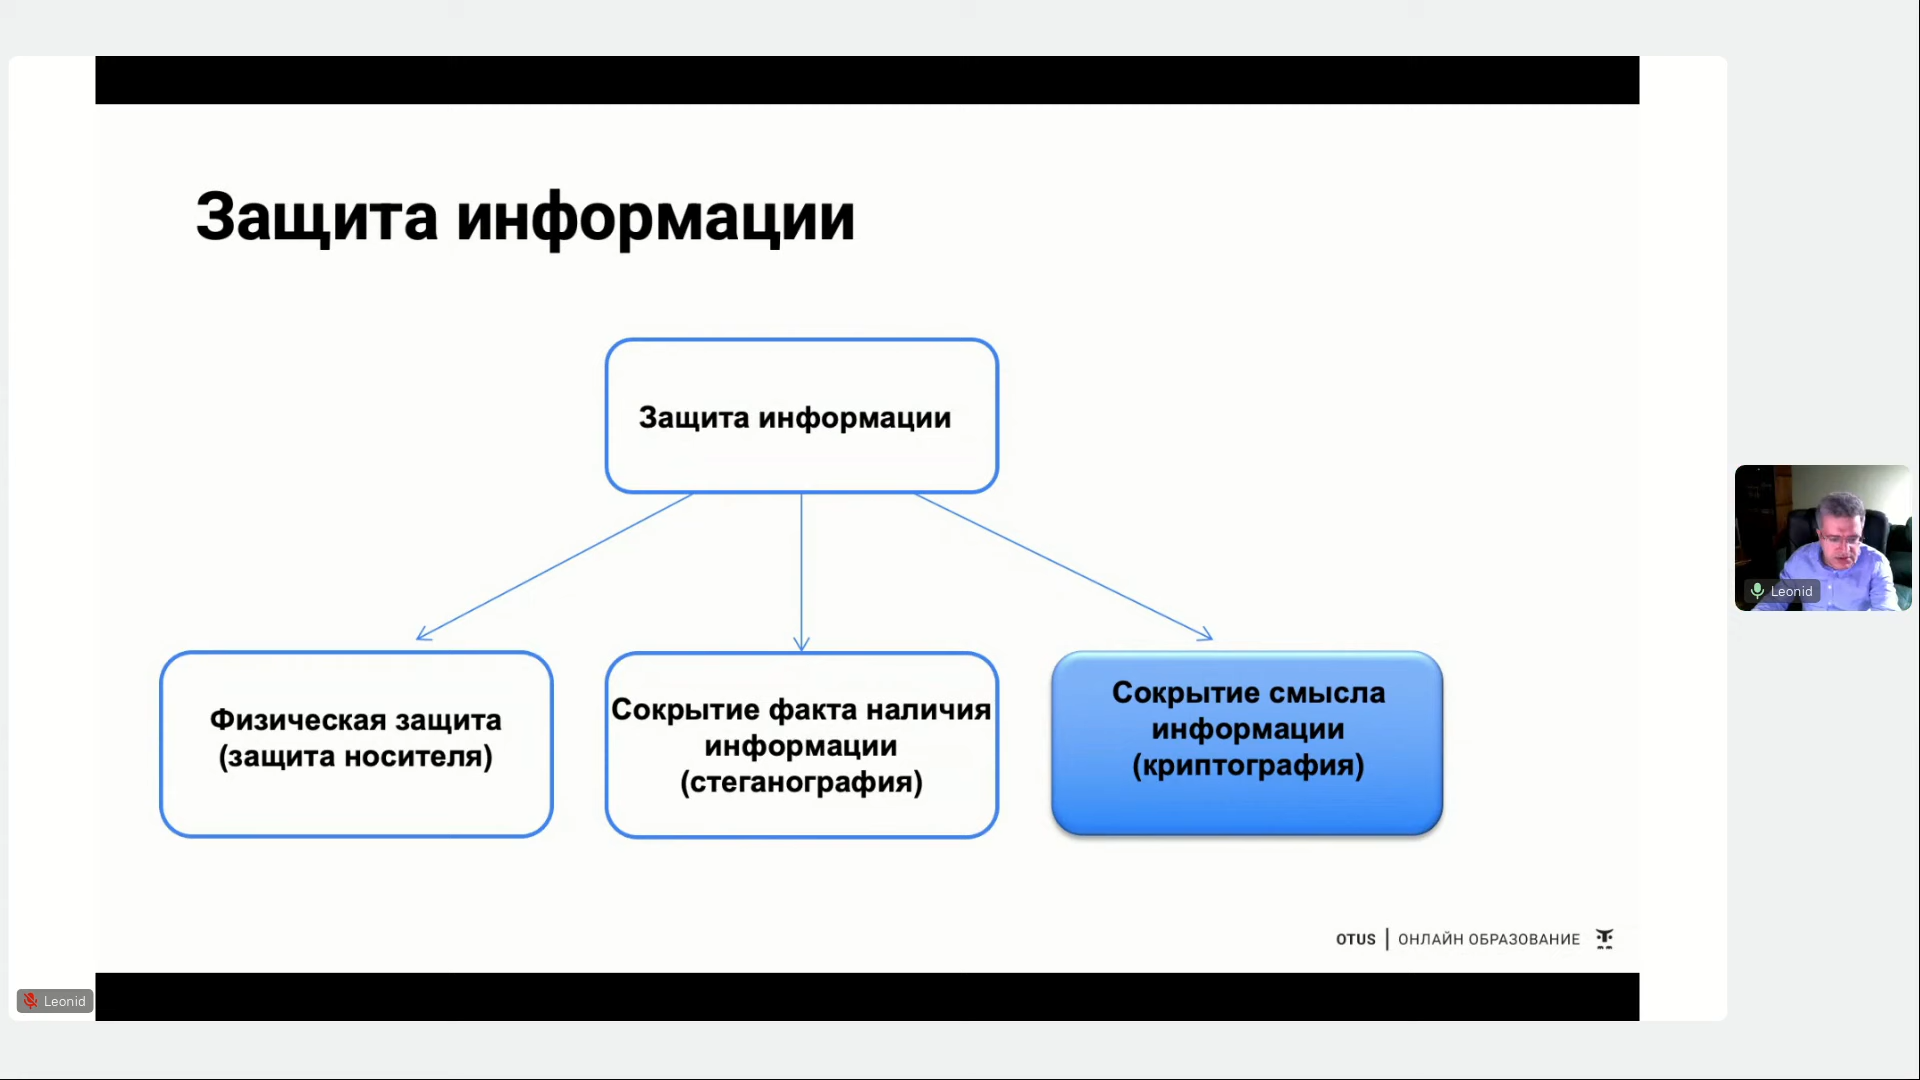 Защита информации
Защита информации
Физическая защита
(защита носителя)
Сокрытие факта наличия
информации
(стеганография)
Сокрытие смысла
информации
(криптография)
OTUS | ОНЛАЙН ОБРАЗОВАНИЕ
Leonid
Leonid